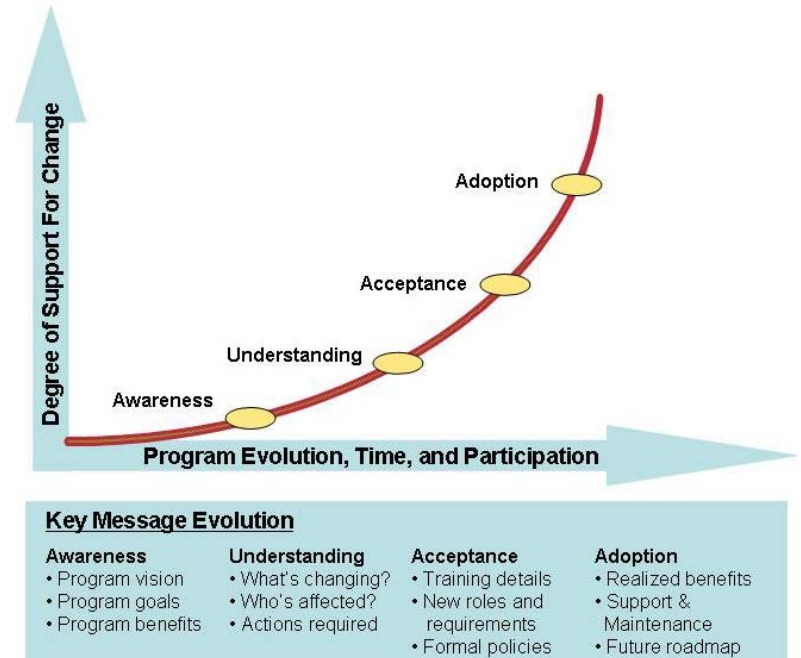 Degree of Support For Change
Adoption
Acceptance
Understanding
Awareness
Program Evolution, Time, and Participation
Key Message Evolution
Awareness
• Program vision
• Program goals
• Program benefits
Understanding
• What's changing?
• Who's affected?
• Actions required
Acceptance
• Training details
• New roles and
requirements
• Formal policies
Adoption
• Realized benefits
• Support &
Maintenance
• Future roadmap